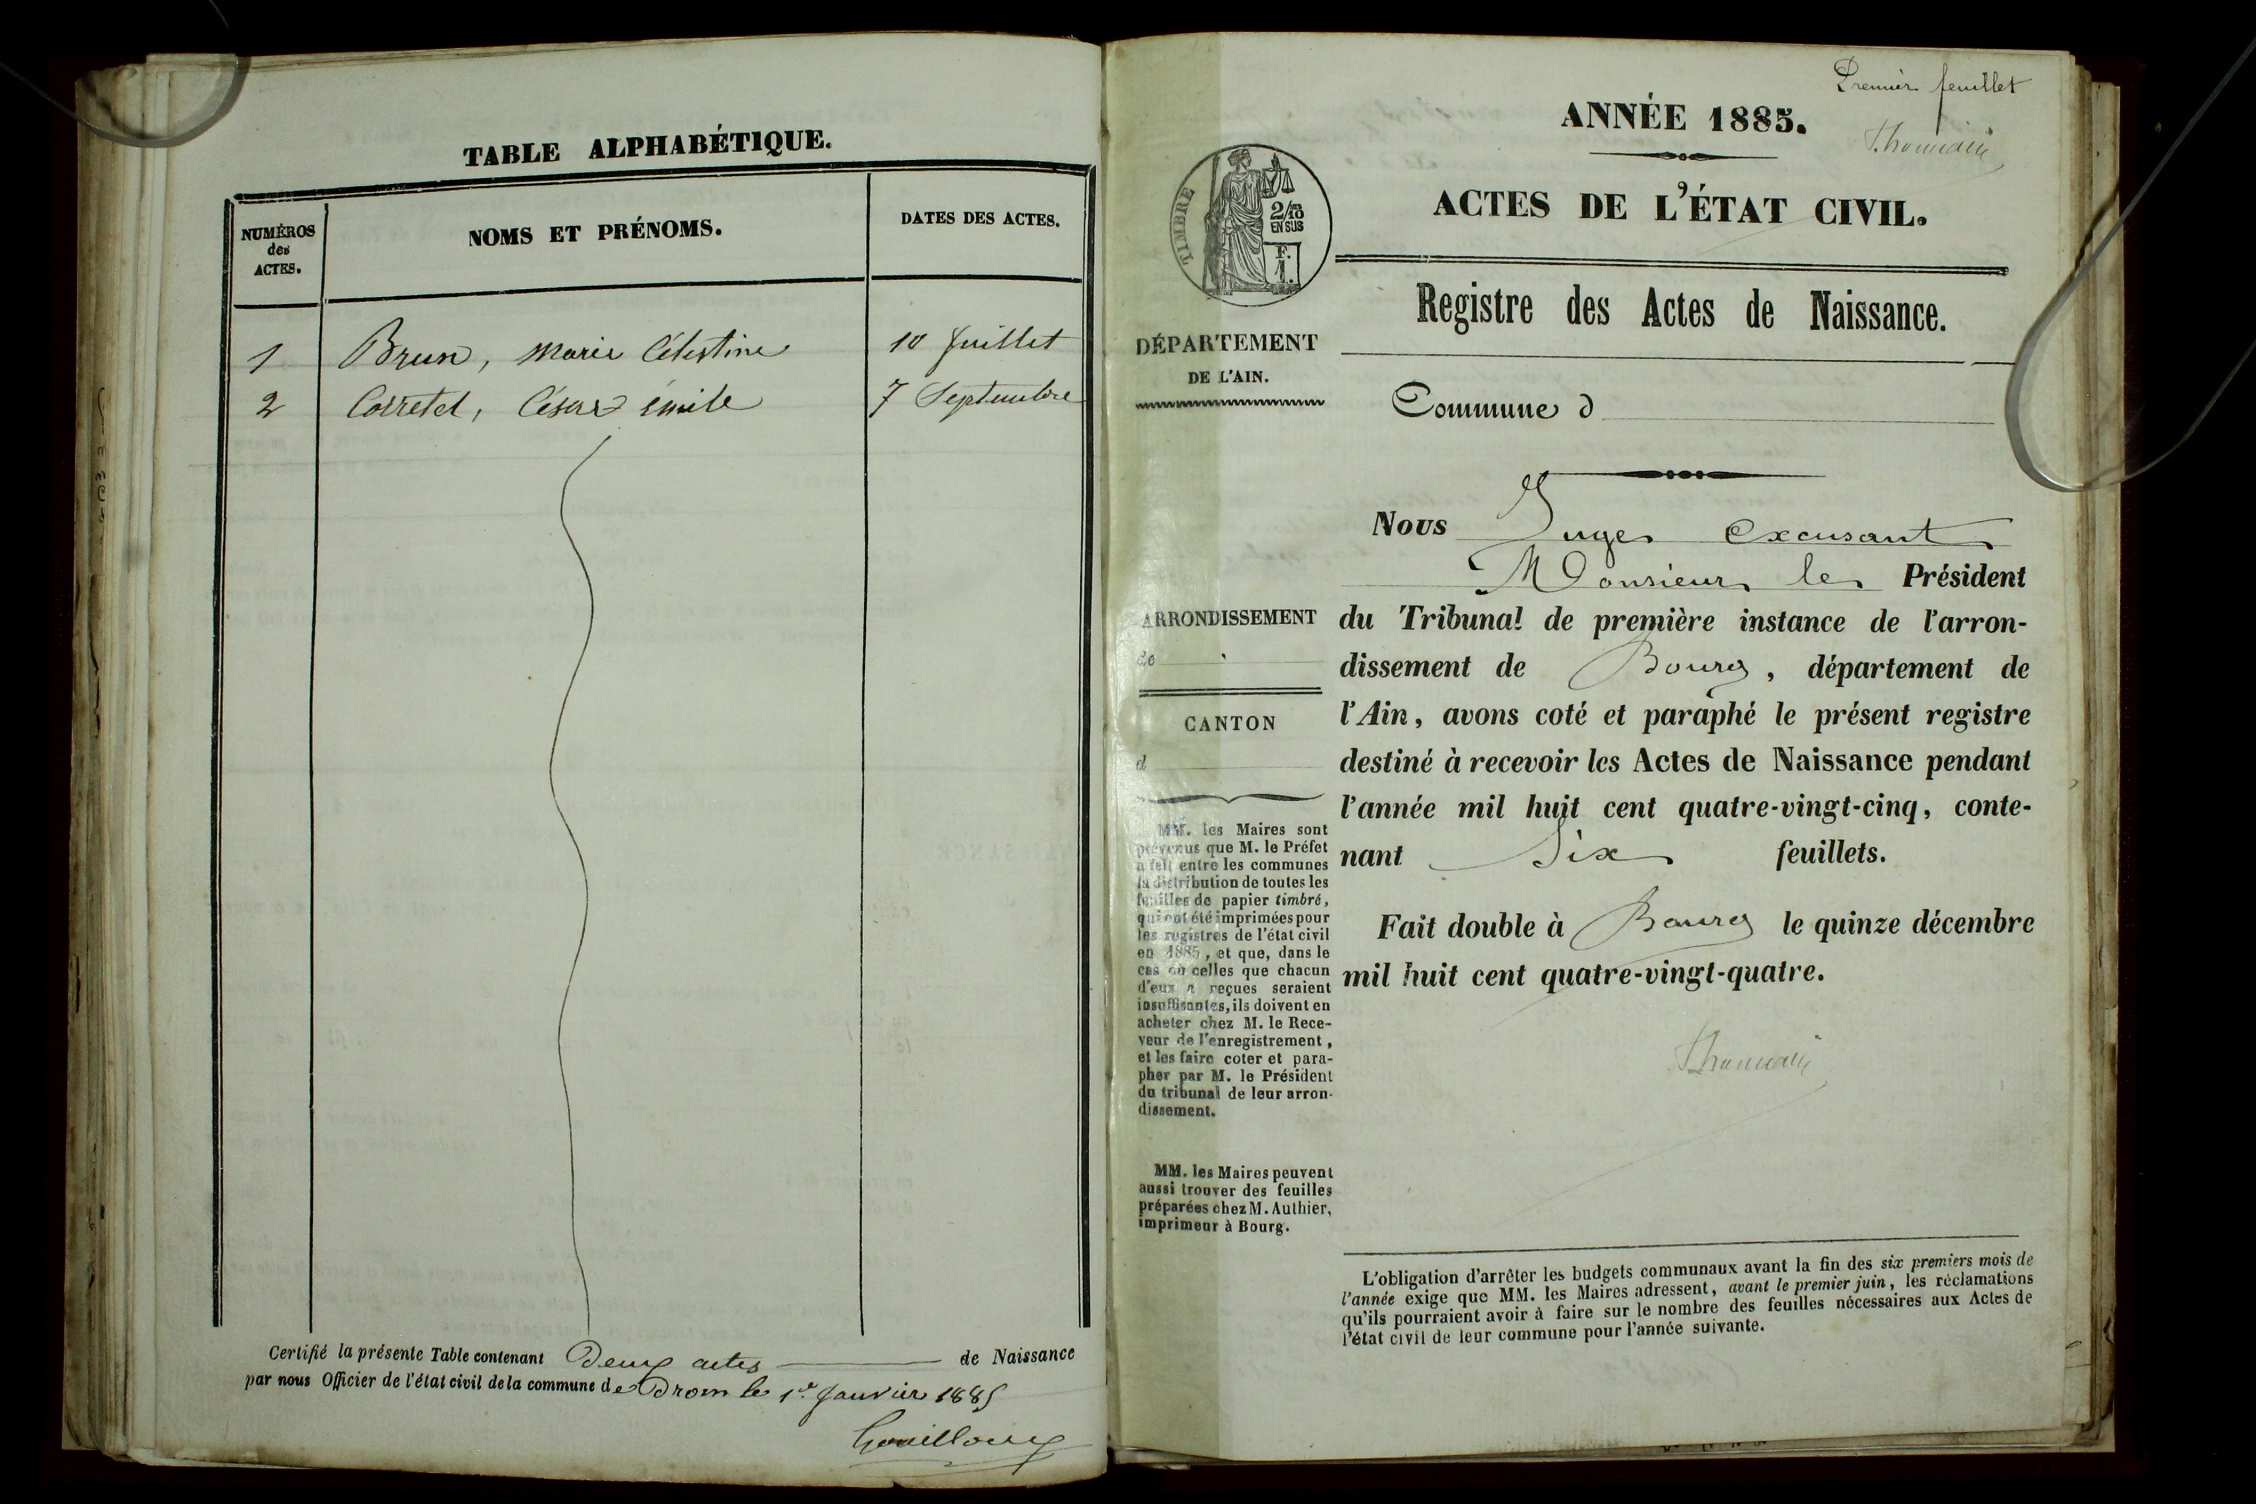 TABLE ALPHABÉTIQUE.
NUMÉROS
des
ACTES.
NOMS ET PRÉNOMS.
DATES DES ACTES.
1 Brun, Marie Célestine 10 Juillet
2 Corretel, César émile 7 Septembre
Certifié la présente Table contenant Deux actes de Naissance
par nous Officier de l'état civil de la commune de Drom le 1er Janvier 1885
Premier feuillet
ANNÉE 1885.
ACTES DE L'ÉTAT CIVIL.
TIMBRE
2/10
EN SUS
F.
1.
Registre des Actes de Naissance.
DÉPARTEMENT
DE L'AIN.
Commune d
Nous Juge excusant
Monsieur le Président
ARRONDISSEMENT
de
CANTON
d
du Tribunal de première instance de l'arron-
dissement de Bourg, département de
l'Ain, avons coté et paraphé le présent registre
destiné à recevoir les Actes de Naissance pendant
l'année mil huit cent quatre-vingt-cinq, conte-
nant Six feuillets.
Fait double à Bourg le quinze décembre
mil huit cent quatre-vingt-quatre.
MM. les Maires sont
prévenus que M. le Préfet
a fait entre les communes
la distribution de toutes les
feuilles de papier timbré,
qui ont été imprimées pour
les registres de l'état civil
en 1885, et que, dans le
cas où celles que chacun
d'eux a reçues seraient
insuffisantes, ils doivent en
acheter chez M. le Rece-
veur de l'enregistrement,
et les faire coter et para-
pher par M. le Président
du tribunal de leur arron-
dissement.
MM. les Maires peuvent
aussi trouver des feuilles
préparées chez M. Authier,
imprimeur à Bourg.
L'obligation d'arrêter les budgets communaux avant la fin des six premiers mois de
l'année exige que MM. les Maires adressent, avant le premier juin, les réclamations
qu'ils pourraient avoir à faire sur le nombre des feuilles nécessaires aux Actes de
l'état civil de leur commune pour l'année suivante.